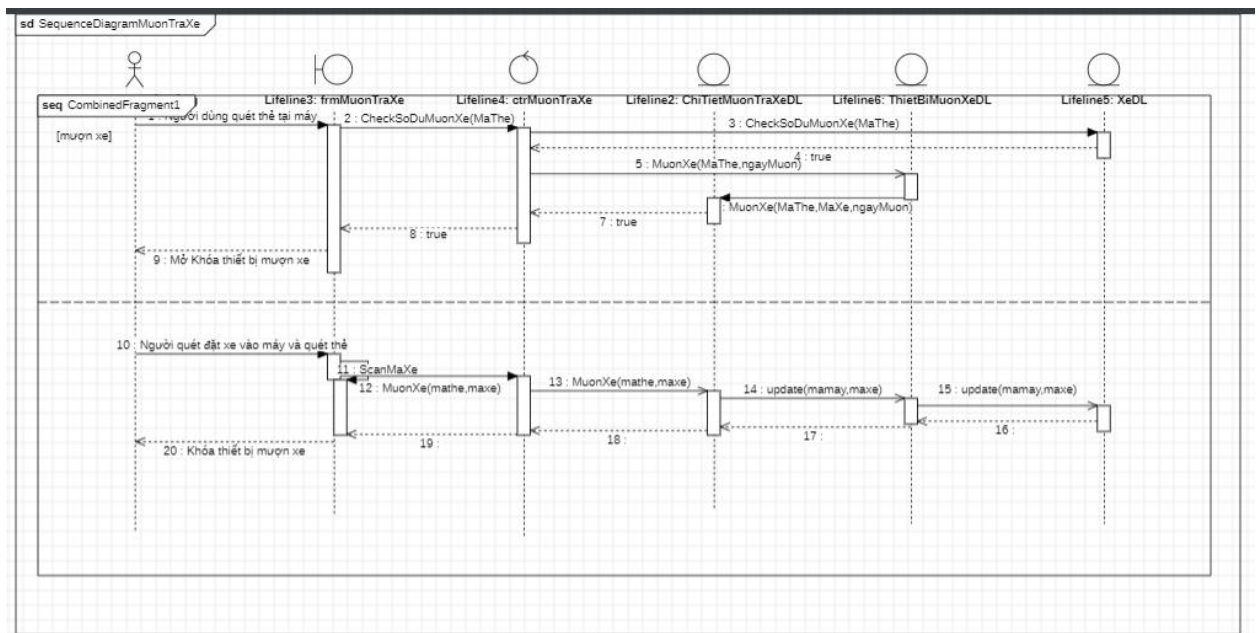 sd SequenceDiagramMuonTraXe
seq CombinedFragment1
Lifeline3: frmMuonTraXe
Lifeline4: ctrMuonTraXe
Lifeline2: ChiTietMuonTraXeDL
Lifeline6: ThietBiMuonXeDL
Lifeline5: XeDL
[mượn xe]
1 : Người dùng quét thẻ tại máy
2 : CheckSoDuMuonXe(MaThe)
3 : CheckSoDuMuonXe(MaThe)
4 : true
5 : MuonXe(MaThe,ngayMuon)
: MuonXe(MaThe,MaXe,ngayMuon)
7 : true
8 : true
9 : Mở Khóa thiết bị mượn xe
10 : Người quét đặt xe vào máy và quét thẻ
11 : ScanMaXe
12 : MuonXe(mathe,maxe)
13 : MuonXe(mathe,maxe)
14 : update(mamay,maxe)
15 : update(mamay,maxe)
16 :
17 :
18 :
19 :
20 : Khóa thiết bị mượn xe